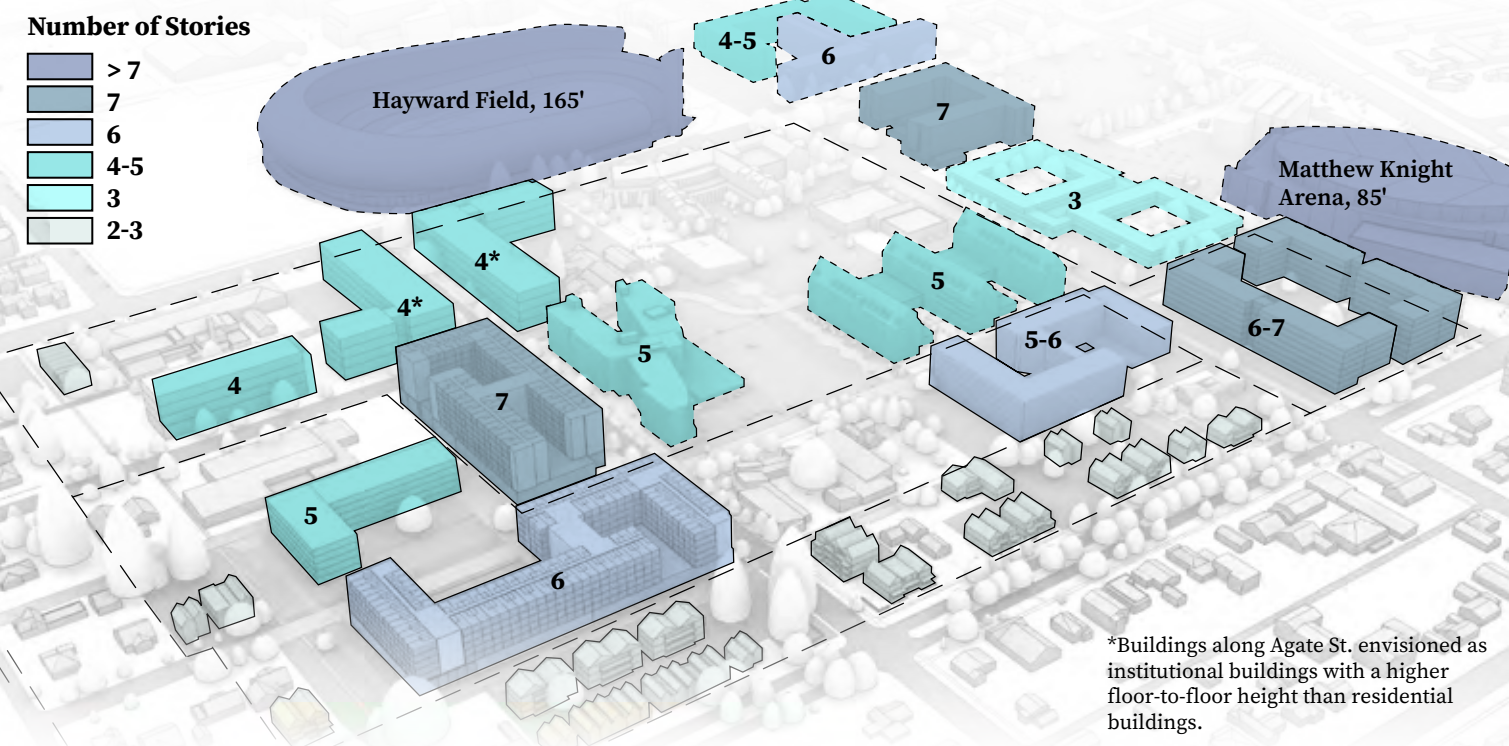 Number of Stories
> 7
7
6
4-5
3
2-3
Hayward Field, 165'
4-5
6
7
3
Matthew Knight
Arena, 85'
4*
4*
5
5-6
6-7
4
7
5
5
6
*Buildings along Agate St. envisioned as
institutional buildings with a higher
floor-to-floor height than residential
buildings.